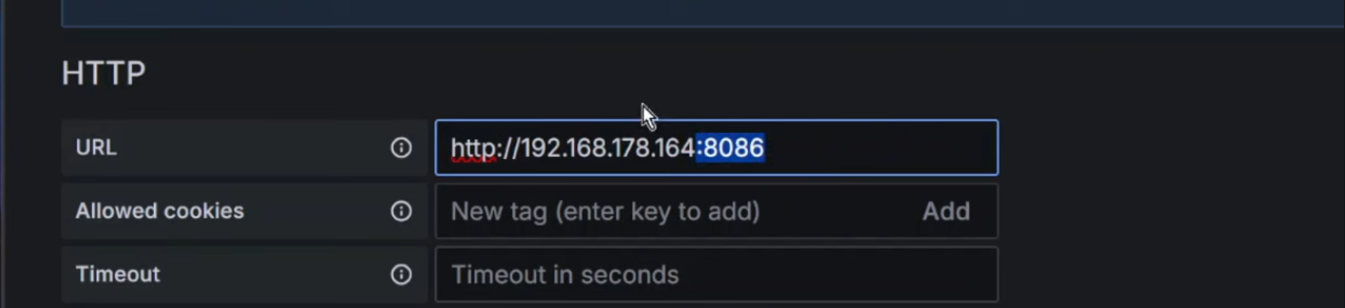 HTTP
URL http://192.168.178.164:8086
Allowed cookies New tag (enter key to add) Add
Timeout Timeout in seconds